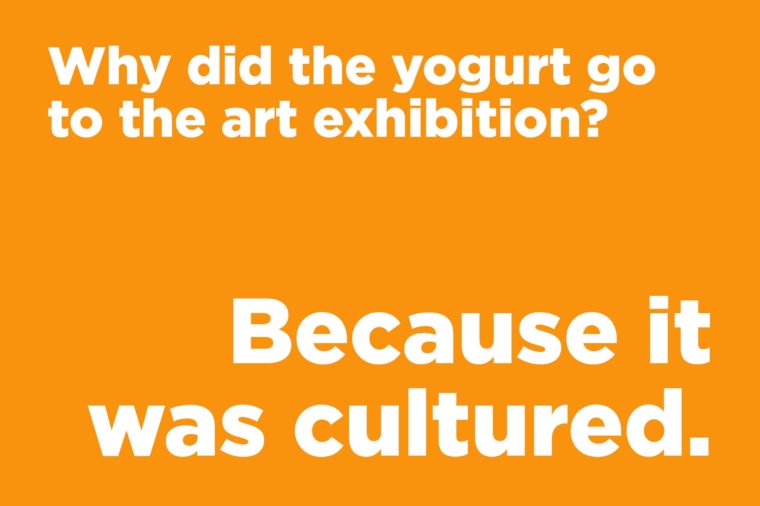 Why did the yogurt go
to the art exhibition?
Because it
was cultured.